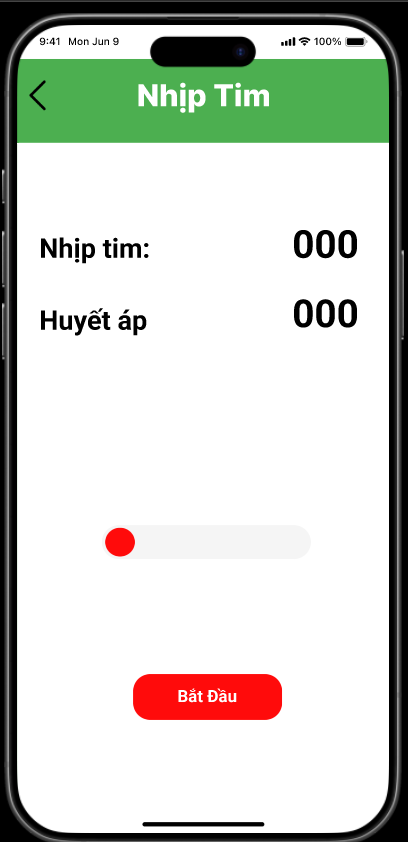 9:41 Mon Jun 9 100%
Nhịp Tim
Nhịp tim: 000
Huyết áp 000
Bắt Đầu